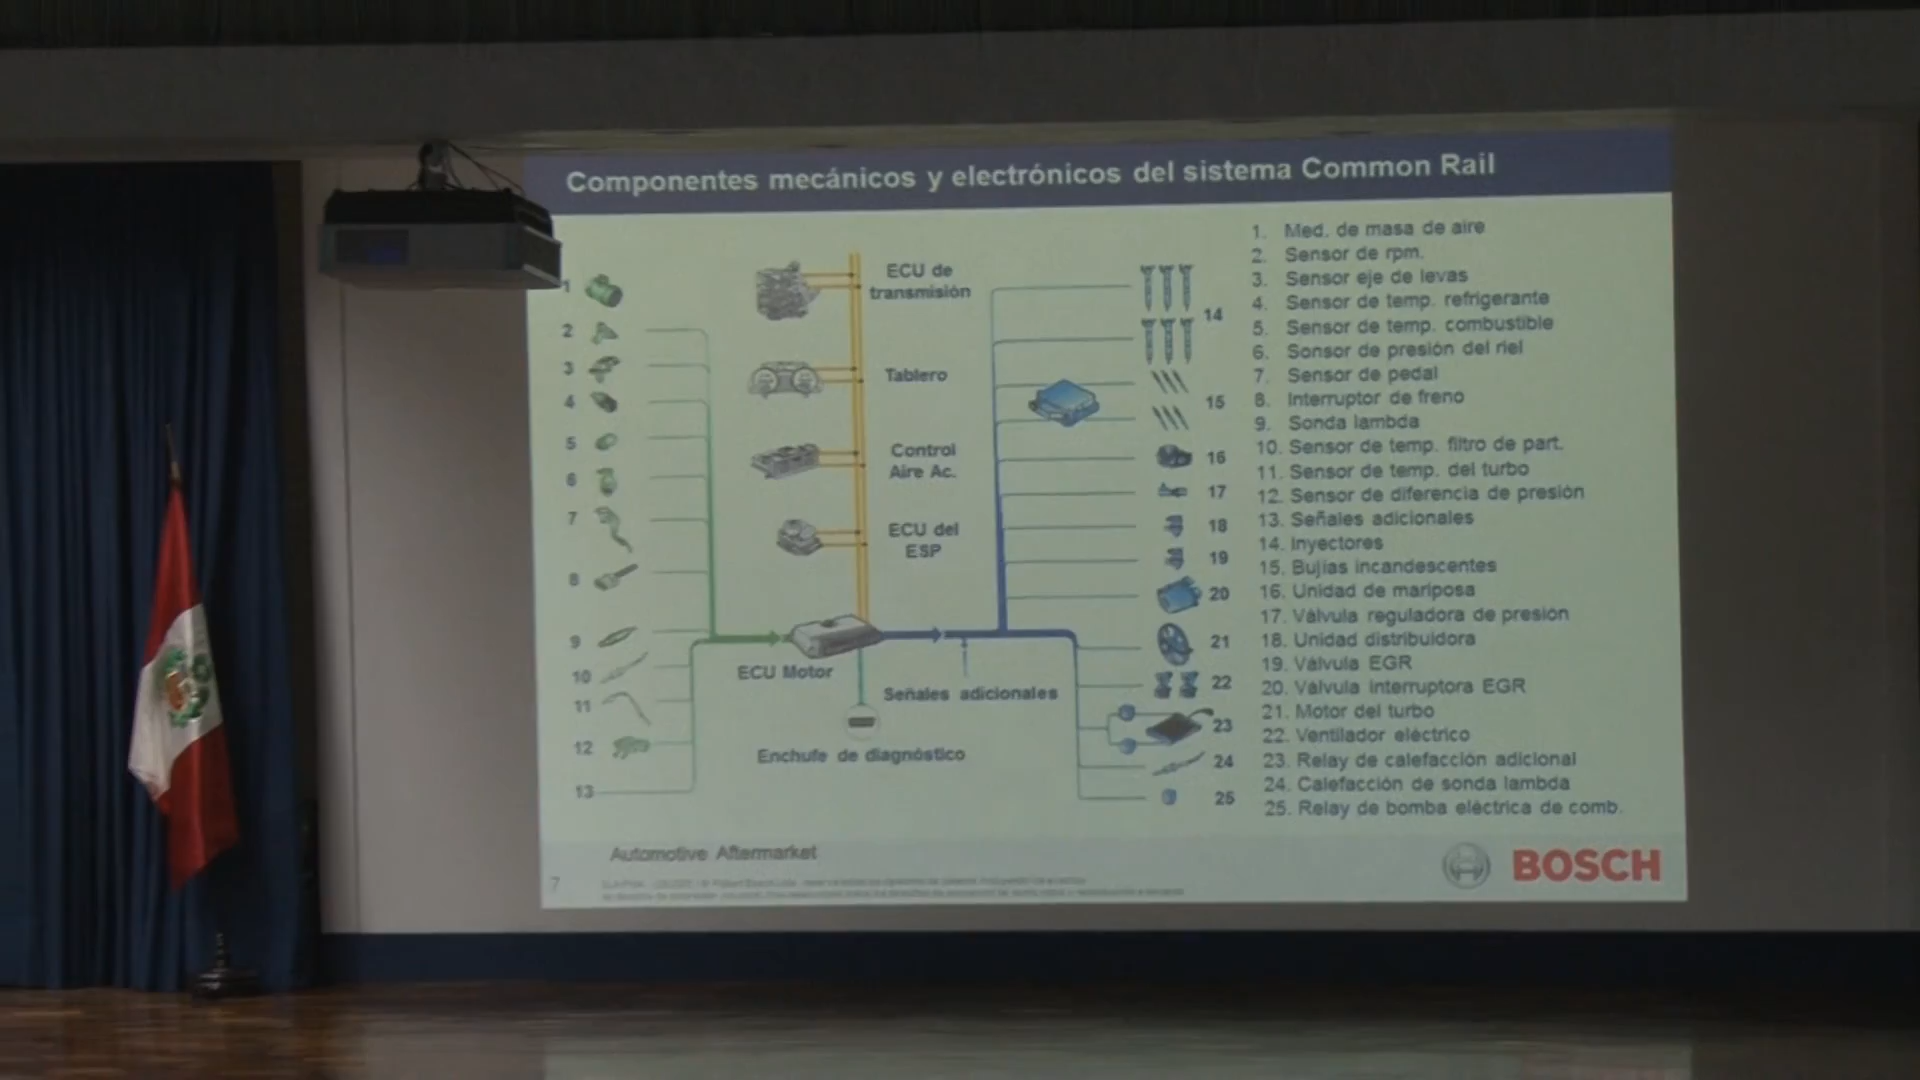 Componentes mecánicos y electrónicos del sistema Common Rail
1
2
3
4
5
6
7
8
9
10
11
12
13
ECU de
transmisión
Tablero
Control
Aire Ac.
ECU del
ESP
ECU Motor
Señales adicionales
Enchufe de diagnóstico
14
15
16
17
18
19
20
21
22
23
24
25
1. Med. de masa de aire
2. Sensor de rpm.
3. Sensor eje de levas
4. Sensor de temp. refrigerante
5. Sensor de temp. combustible
6. Sonsor de presión del riel
7. Sensor de pedal
8. Interruptor de freno
9. Sonda lambda
10. Sensor de temp. filtro de part.
11. Sensor de temp. del turbo
12. Sensor de diferencia de presión
13. Señales adicionales
14. Inyectores
15. Bujías incandescentes
16. Unidad de mariposa
17. Válvula reguladora de presión
18. Unidad distribuidora
19. Válvula EGR
20. Válvula interruptora EGR
21. Motor del turbo
22. Ventilador eléctrico
23. Relay de calefacción adicional
24. Calefacción de sonda lambda
25. Relay de bomba eléctrica de comb.
Automotive Aftermarket
7
BOSCH